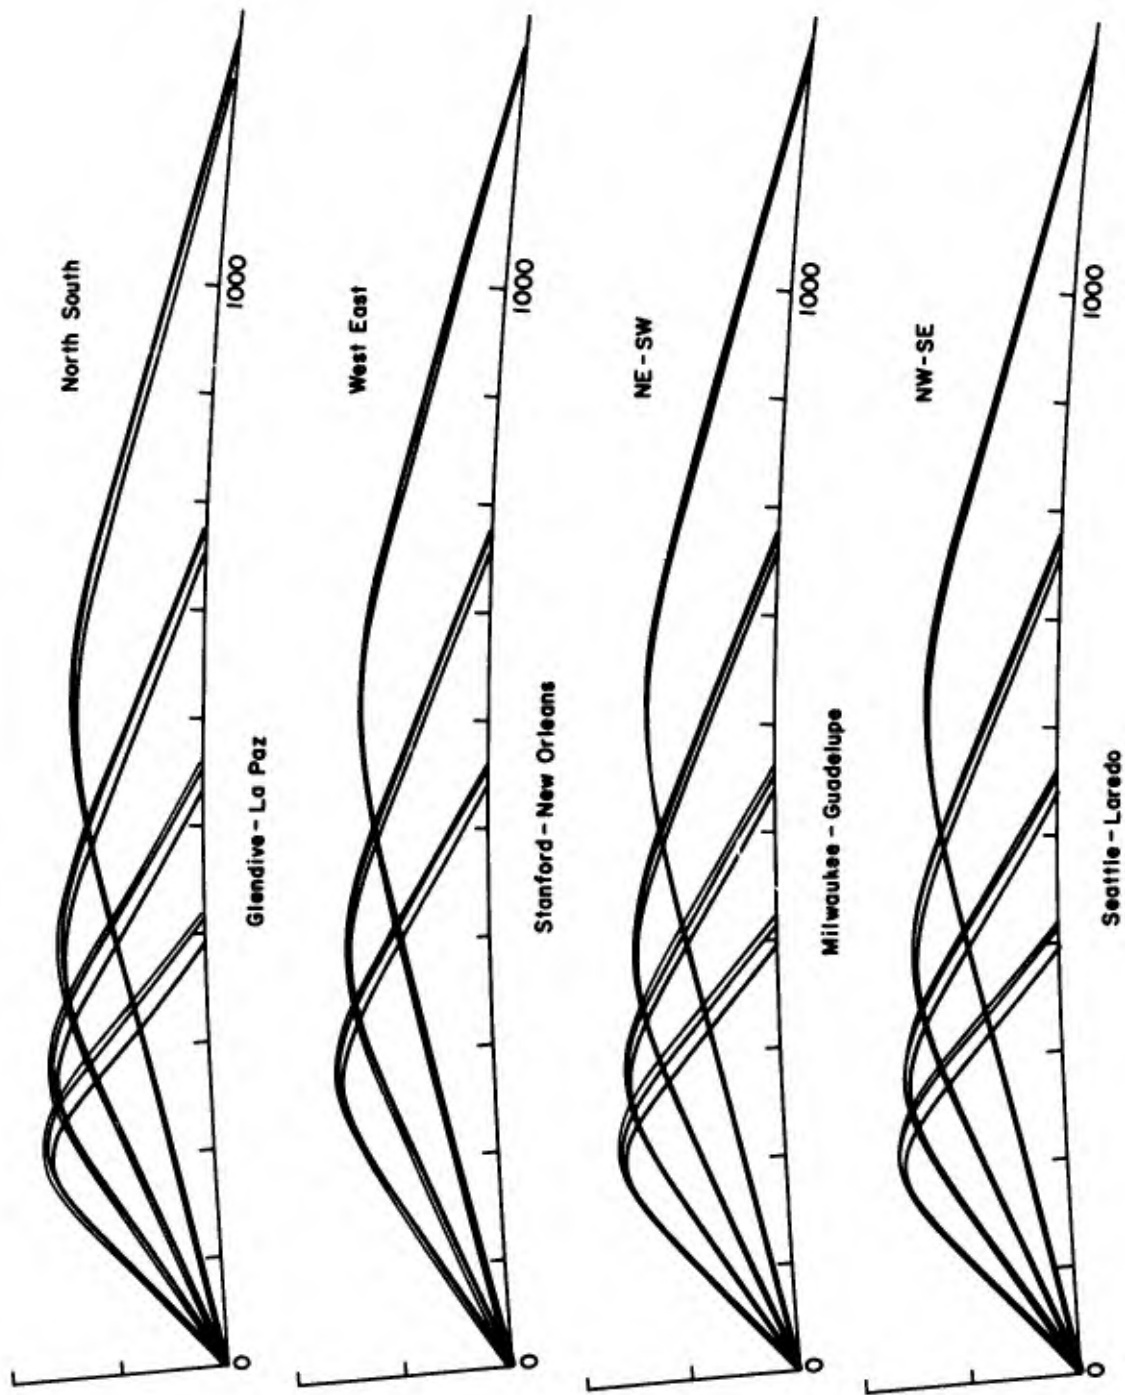 North South
1000
0
Glendive - La Paz
West East
1000
0
Stanford - New Orleans
NE - SW
1000
0
Milwaukee - Guadelupe
NW - SE
1000
0
Seattle - Laredo